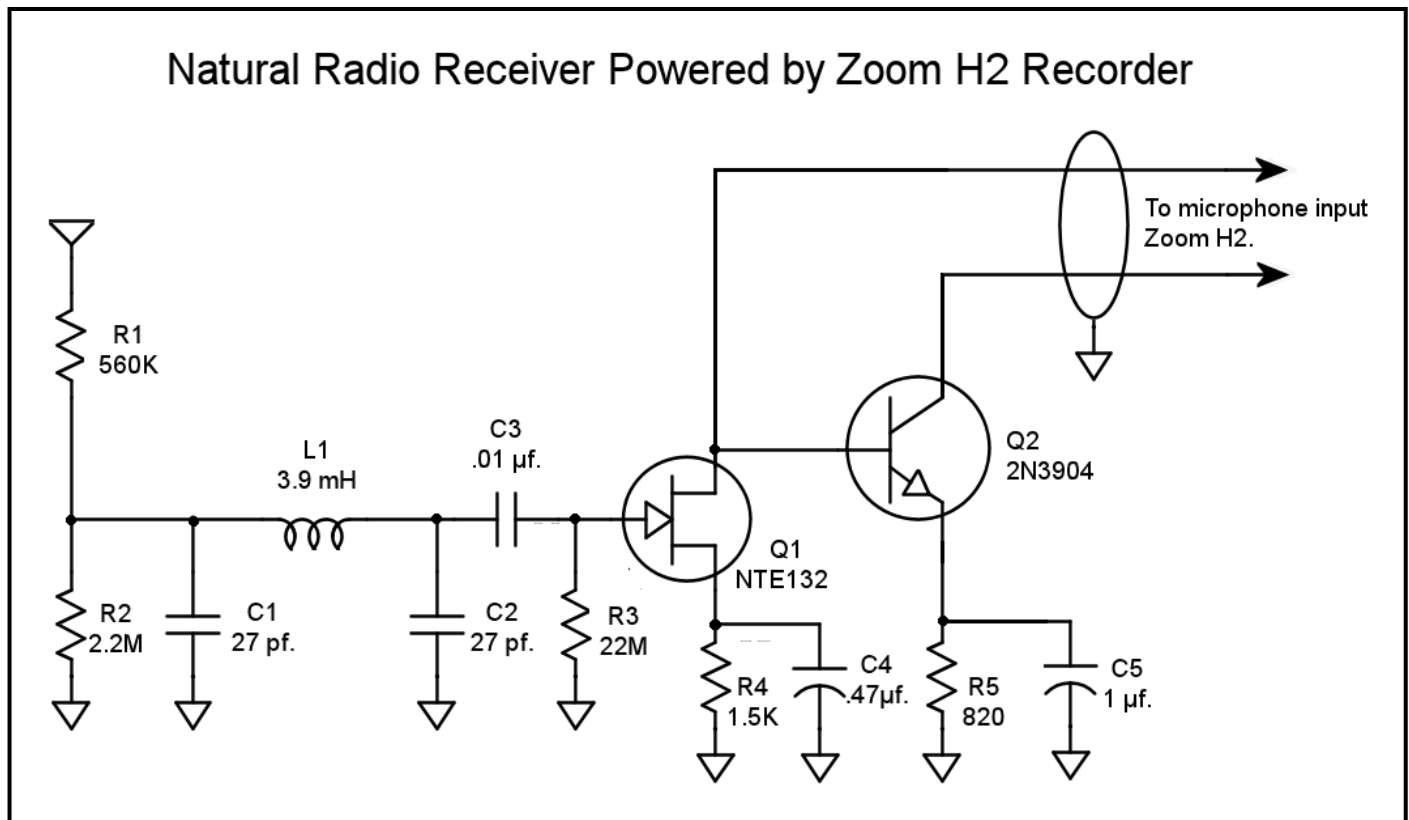 Natural Radio Receiver Powered by Zoom H2 Recorder
To microphone input
Zoom H2.
R1
560K
L1
3.9 mH
C3
.01 µf.
Q2
2N3904
Q1
NTE132
R2
2.2M
C1
27 pf.
C2
27 pf.
R3
22M
R4
1.5K
C4
.47µf.
R5
820
C5
1 µf.